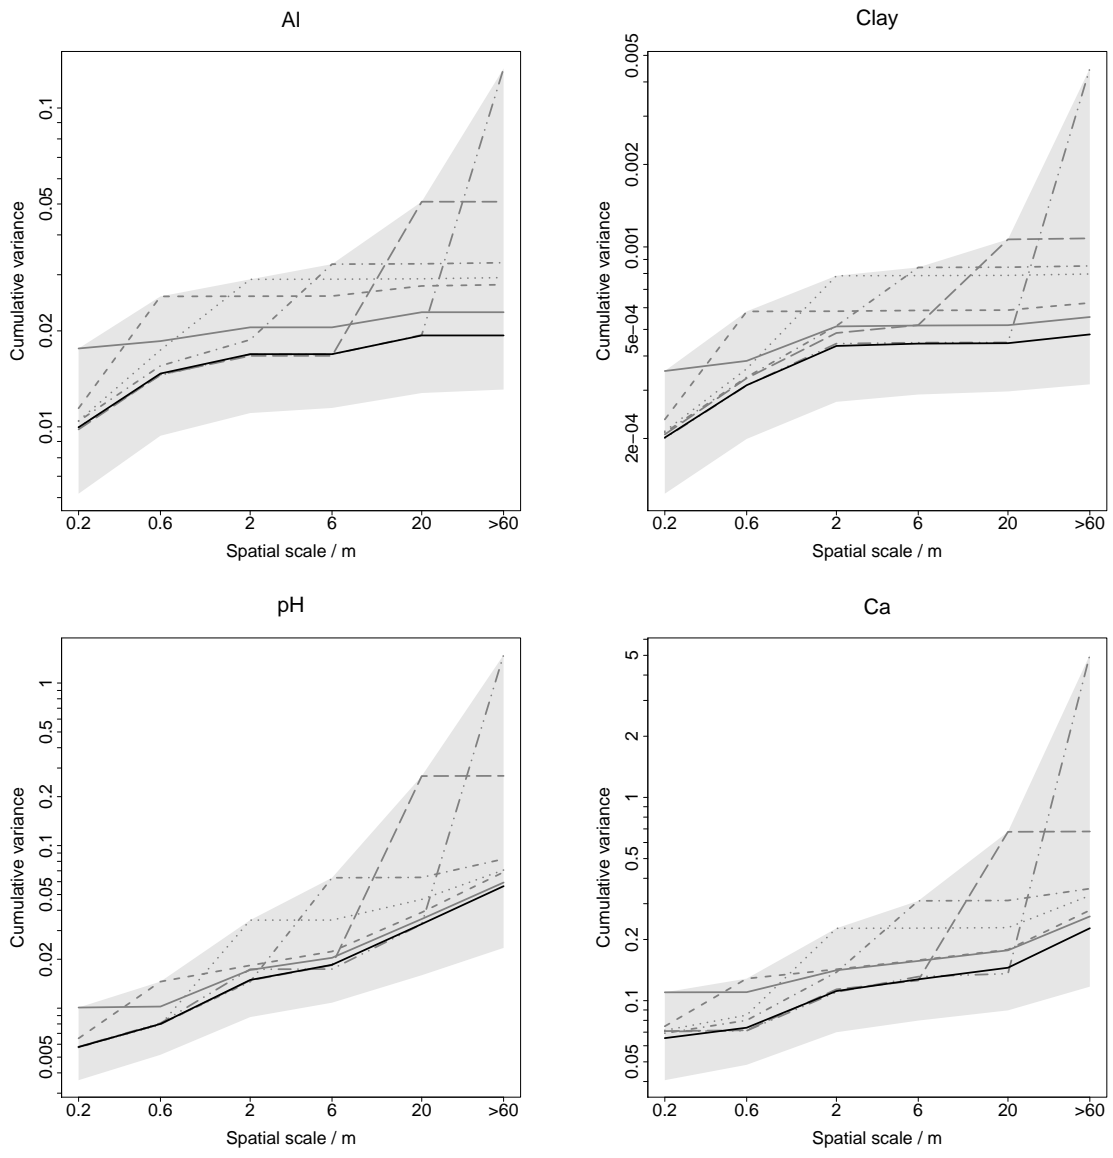 Al
Cumulative variance
0.1
0.05
0.02
0.01
0.2 0.6 2 6 20 >60
Spatial scale / m
Clay
Cumulative variance
0.005
0.002
0.001
5e−04
2e−04
0.2 0.6 2 6 20 >60
Spatial scale / m
pH
Cumulative variance
1
0.5
0.2
0.1
0.05
0.02
0.005
0.2 0.6 2 6 20 >60
Spatial scale / m
Ca
Cumulative variance
5
2
1
0.5
0.2
0.1
0.05
0.2 0.6 2 6 20 >60
Spatial scale / m